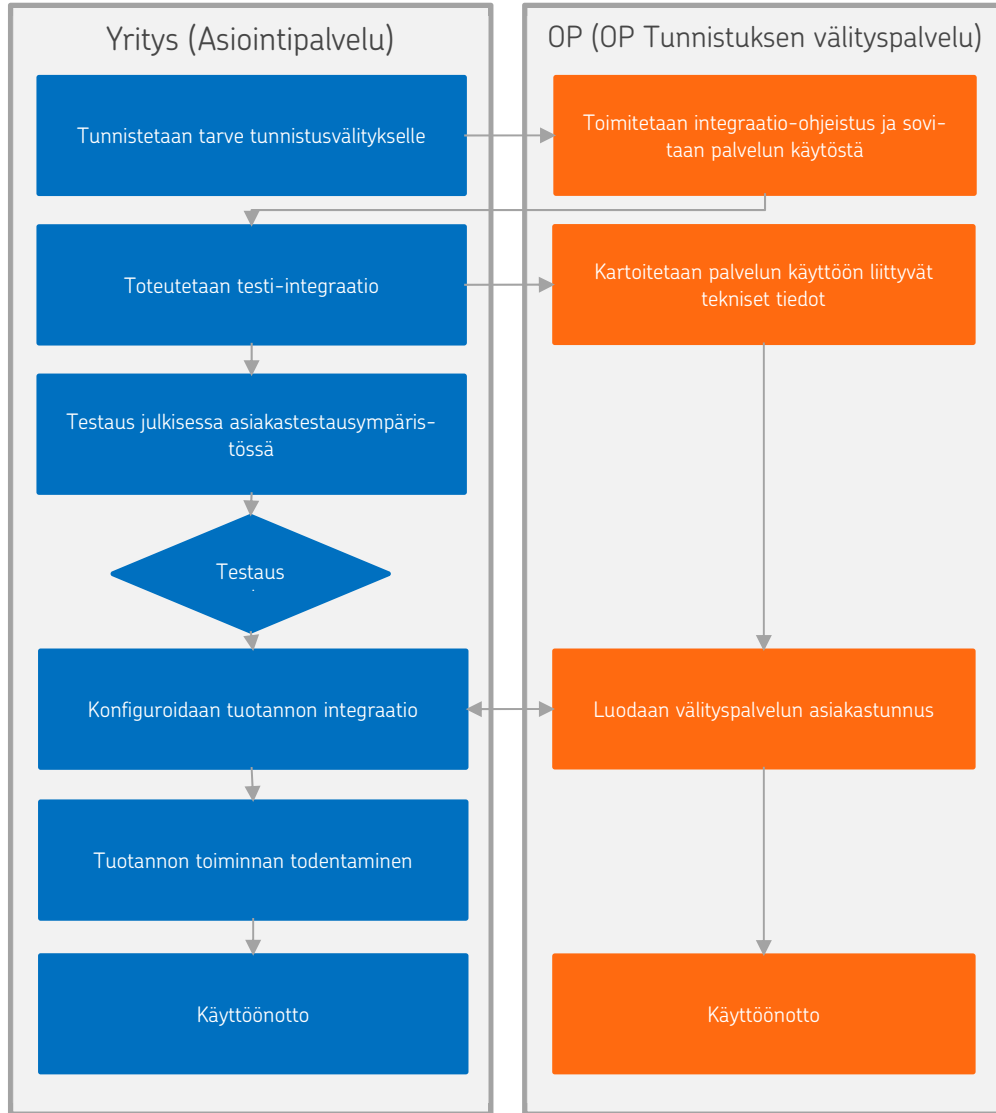 Yritys (Asiointipalvelu)
OP (OP Tunnistuksen välityspalvelu)
Tunnistetaan tarve tunnistusvälitykselle
Toimitetaan integraatio-ohjeistus ja sovi-
taan palvelun käytöstä
Toteutetaan testi-integraatio
Kartoitetaan palvelun käyttöön liittyvät
tekniset tiedot
Testaus julkisessa asiakastestausympäris-
tössä
Testaus
Konfiguroidaan tuotannon integraatio
Luodaan välityspalvelun asiakastunnus
Tuotannon toiminnan todentaminen
Käyttöönotto
Käyttöönotto